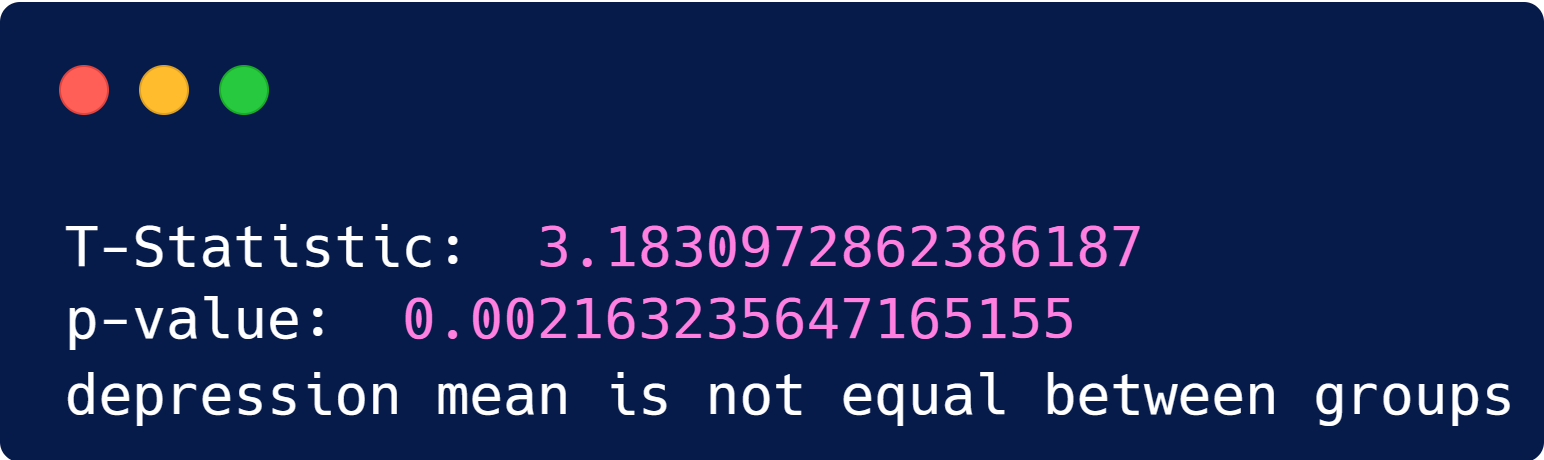 T-Statistic:  3.1830972862386187
p-value:  0.002163235647165155
depression mean is not equal between groups